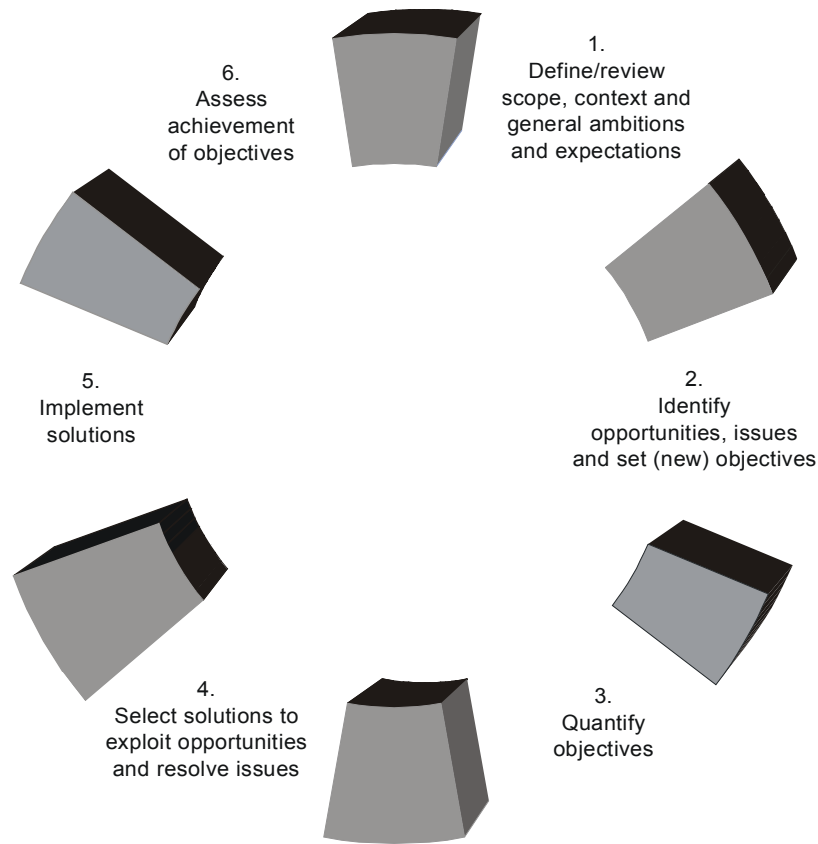 1.
Define/review
scope, context and
general ambitions
and expectations
2.
Identify
opportunities, issues
and set (new) objectives
3.
Quantify
objectives
4.
Select solutions to
exploit opportunities
and resolve issues
5.
Implement
solutions
6.
Assess
achievement
of objectives